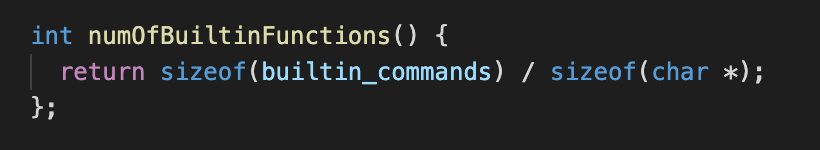 int numOfBuiltinFunctions() {
  return sizeof(builtin_commands) / sizeof(char *);
};